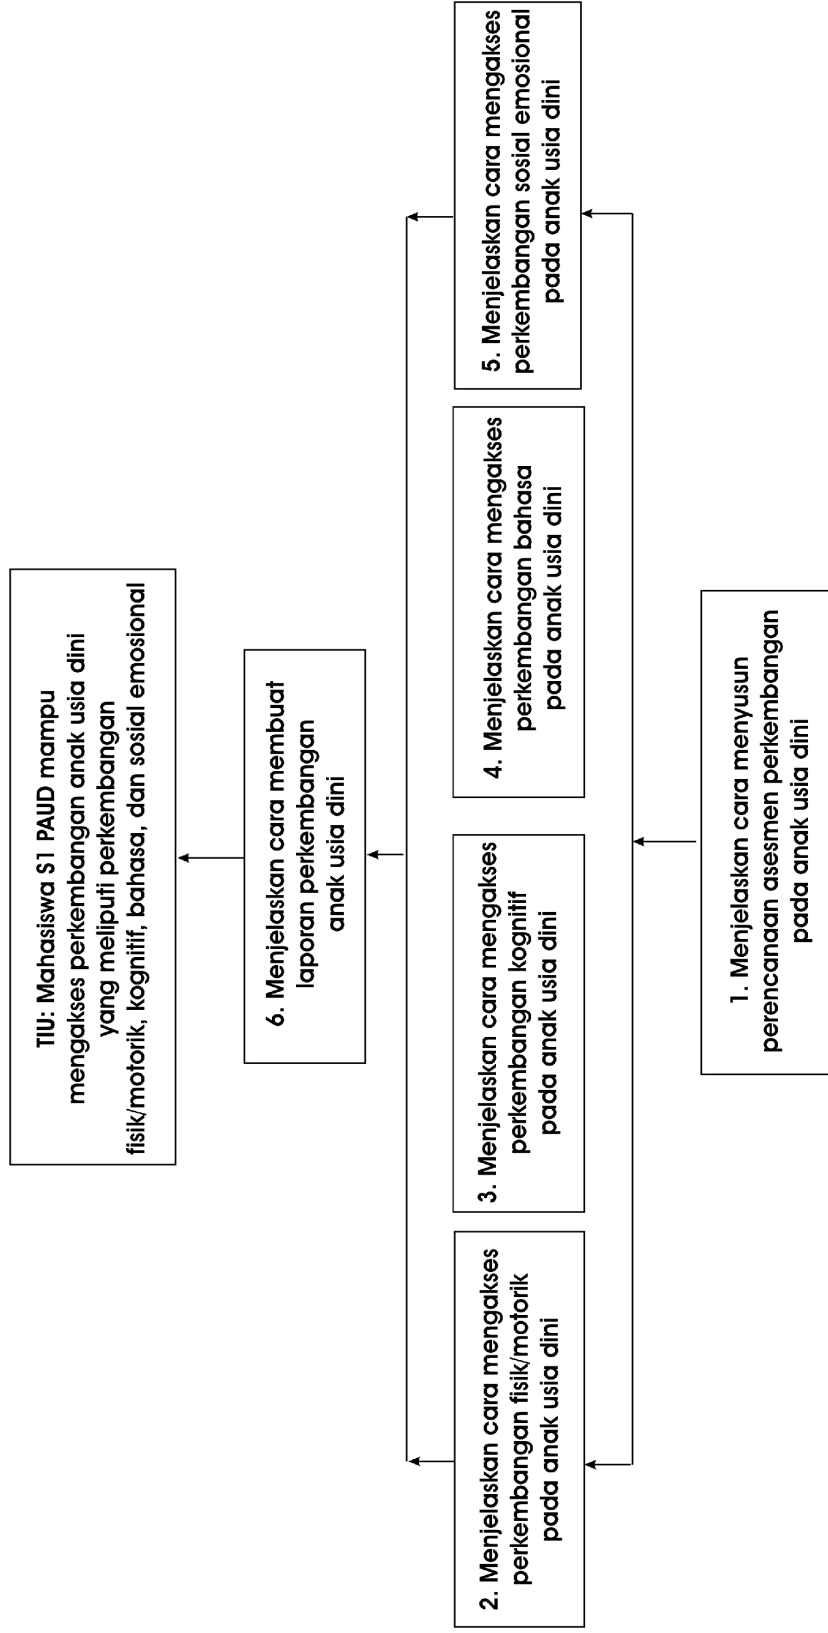 TIU: Mahasiswa S1 PAUD mampu
mengakses perkembangan anak usia dini
yang meliputi perkembangan
fisik/motorik, kognitif, bahasa, dan sosial emosional
6. Menjelaskan cara membuat
laporan perkembangan
anak usia dini
2. Menjelaskan cara mengakses
perkembangan fisik/motorik
pada anak usia dini
3. Menjelaskan cara mengakses
perkembangan kognitif
pada anak usia dini
4. Menjelaskan cara mengakses
perkembangan bahasa
pada anak usia dini
5. Menjelaskan cara mengakses
perkembangan sosial emosional
pada anak usia dini
1. Menjelaskan cara menyusun
perencanaan asesmen perkembangan
pada anak usia dini